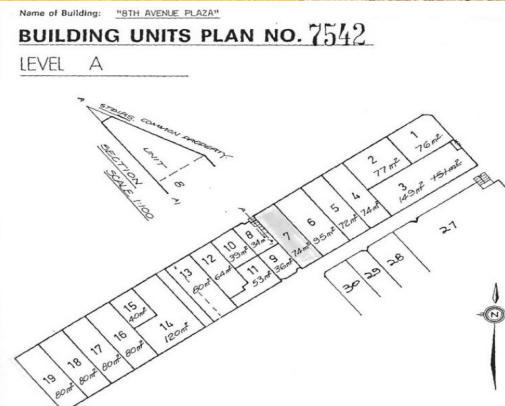 Name of Building: "8TH AVENUE PLAZA"
BUILDING UNITS PLAN NO. 7542
LEVEL A
A
STAIRS. COMMON PROPERTY
UNIT 8
SECTION
SCALE 1:100
A1
1
76m²
2
77m²
3
149m²
4
74m²
5
72m²
6
95m²
7
74m²
A
8
34m²
9
36m²
10
39m²
11
53m²
12
64m²
13
80m²
14
120m²
15
40m²
16
80m²
17
80m²
18
80m²
19
80m²
27
28
29
30
N